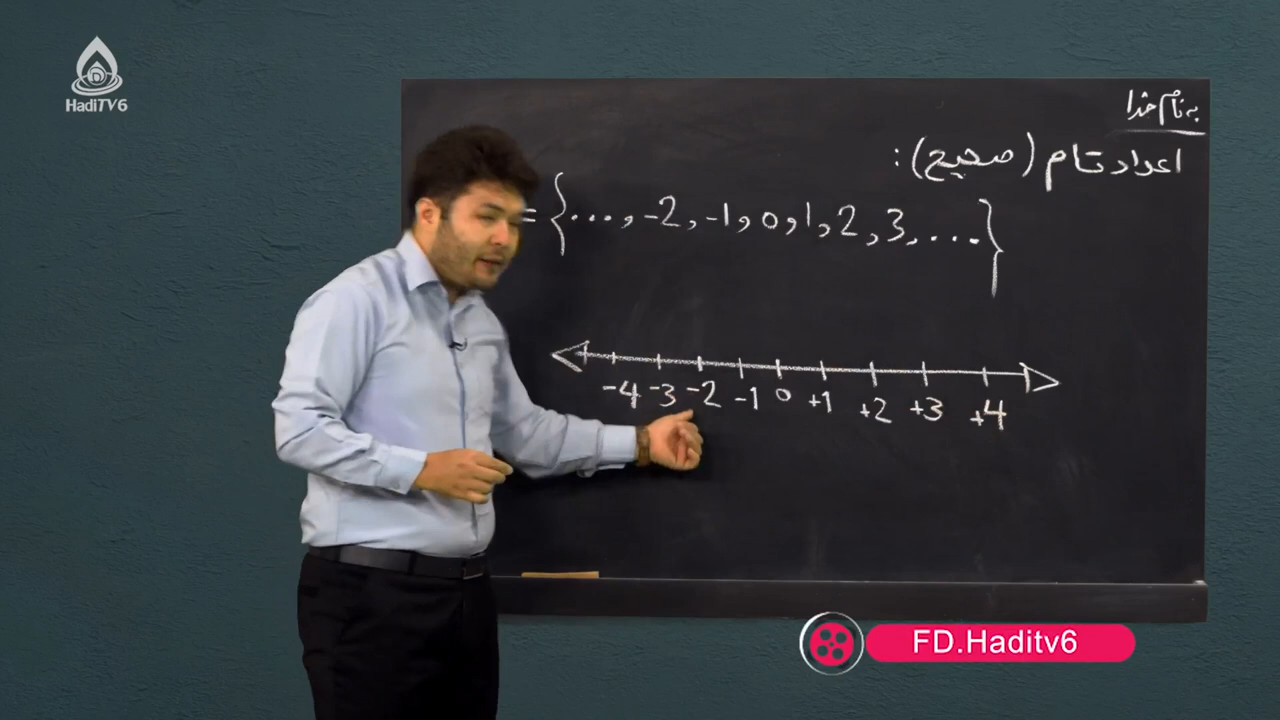 HadiTV6
به نام خدا
اعداد تام (صحیح) :
= {..., -2, -1, 0, 1, 2, 3, ...}
-4 -3 -2 -1 0 +1 +2 +3 +4
FD.Haditv6